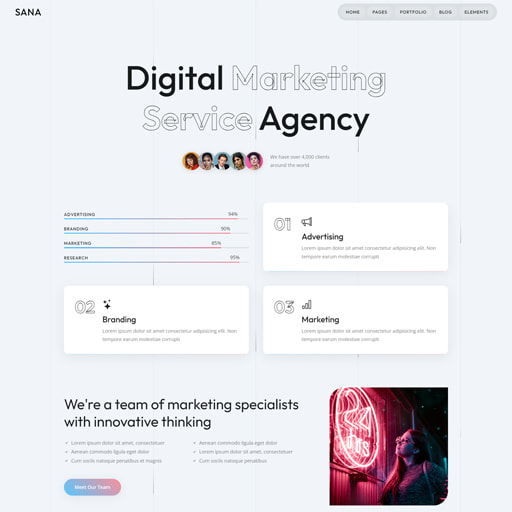 SANA
HOME PAGES PORTFOLIO BLOG ELEMENTS
Digital Marketing
Service Agency
We have over 4,000 clients
around the world
ADVERTISING 94%
BRANDING 90%
MARKETING 85%
RESEARCH 95%
01
Advertising
Lorem ipsum dolor sit amet consectetur adipisicing elit. Non
tempore earum molestiae corrupti
02
Branding
Lorem ipsum dolor sit amet consectetur adipisicing elit. Non
tempore earum molestiae corrupti
03
Marketing
Lorem ipsum dolor sit amet consectetur adipisicing elit. Non
tempore earum molestiae corrupti
We're a team of marketing specialists
with innovative thinking
Lorem ipsum dolor sit amet, consectetuer
Aenean commodo ligula eget dolor
Cum sociis natoque penatibus et magnis
Aenean commodo ligula eget dolor
Lorem ipsum dolor sit amet, consectetuer
Cum sociis natoque penatibus
Meet Our Team